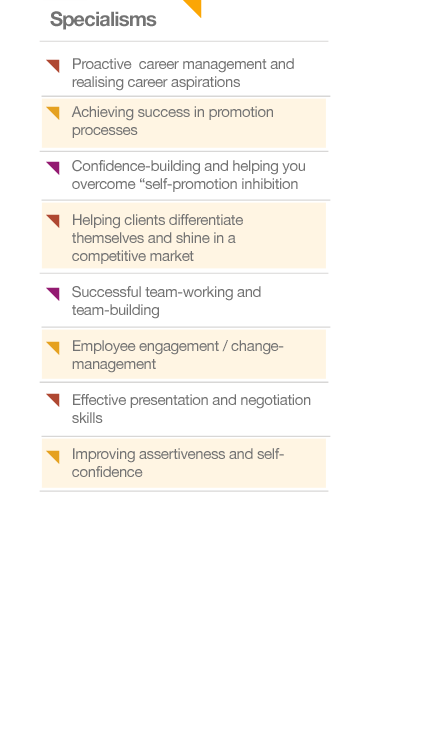 Specialisms
Proactive  career management and
realising career aspirations
Achieving success in promotion
processes
Confidence-building and helping you
overcome “self-promotion inhibition
Helping clients differentiate
themselves and shine in a
competitive market
Successful team-working and
team-building
Employee engagement / change-
management
Effective presentation and negotiation
skills
Improving assertiveness and self-
confidence